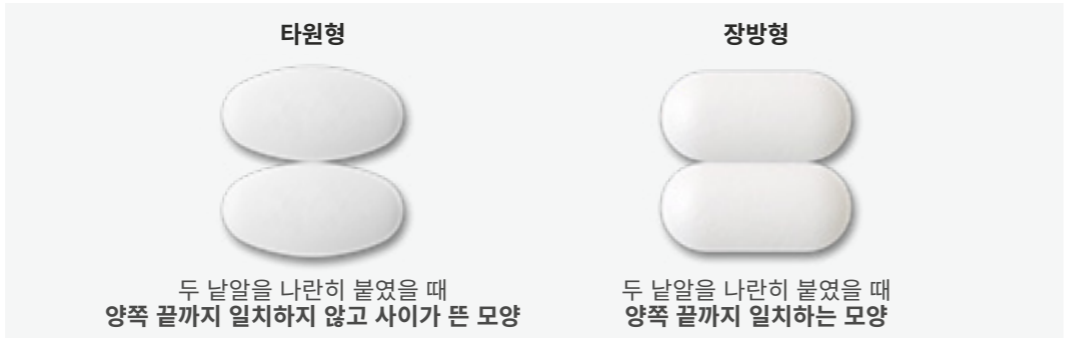 타원형
두 낱알을 나란히 붙였을 때
양쪽 끝까지 일치하지 않고 사이가 뜬 모양
장방형
두 낱알을 나란히 붙였을 때
양쪽 끝까지 일치하는 모양